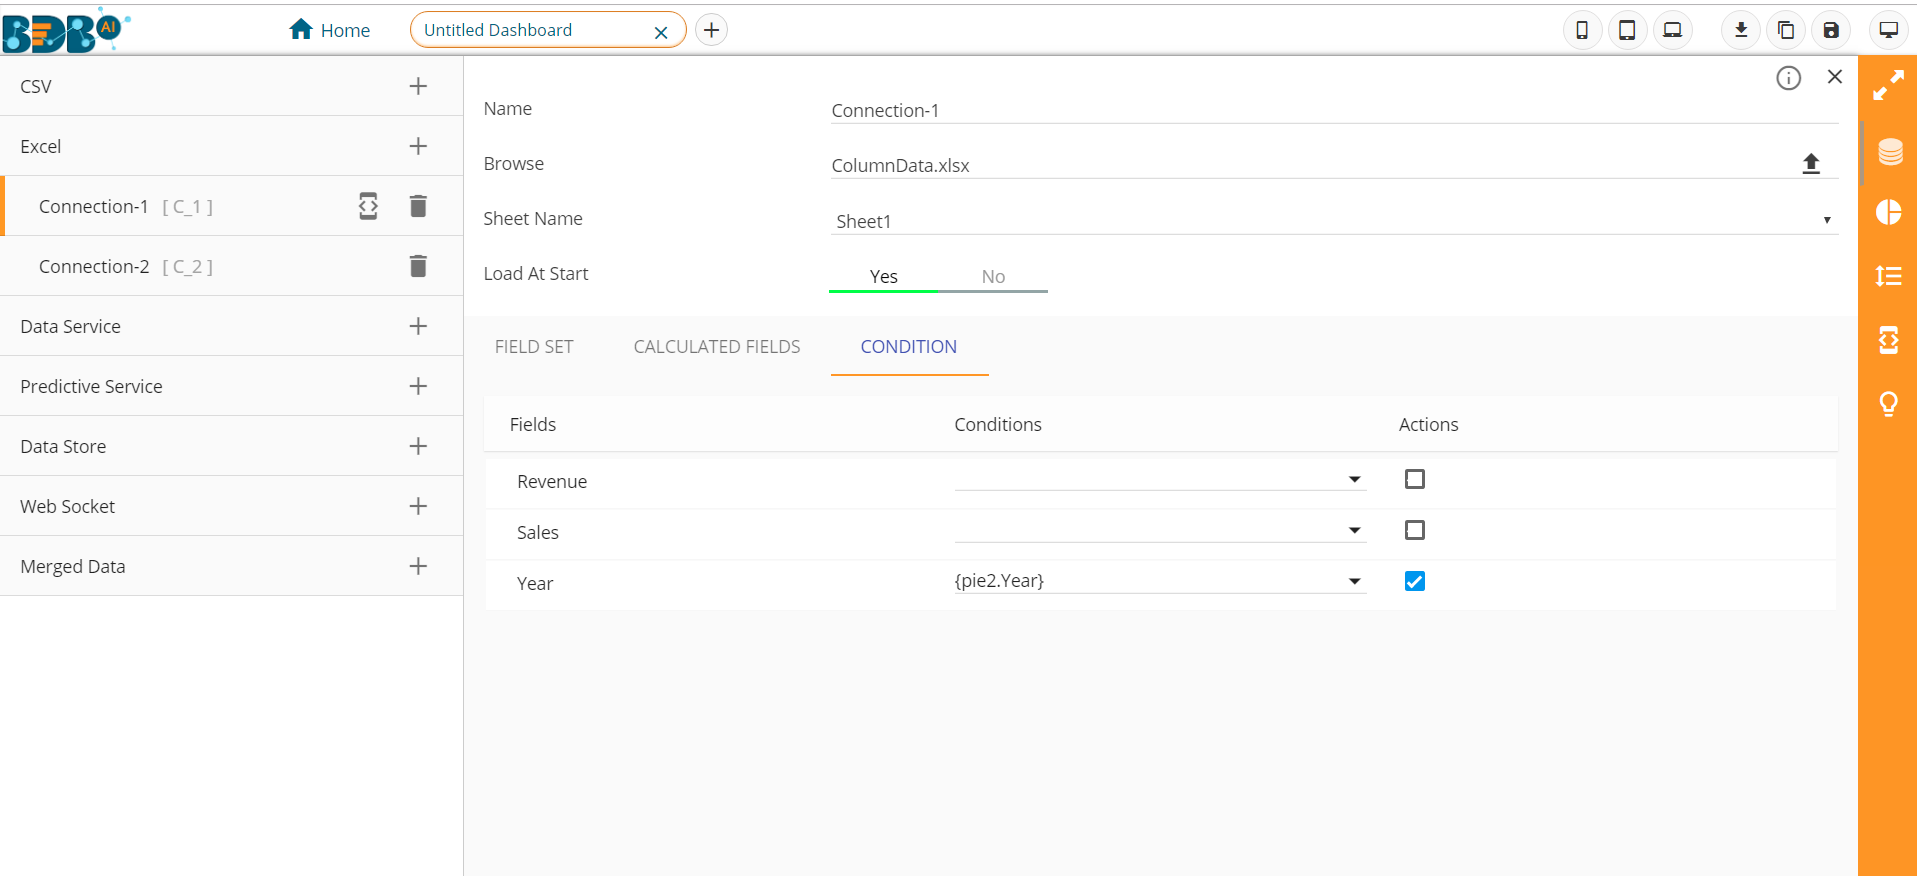 BDB AI
Home
Untitled Dashboard
CSV
Excel
Connection-1 [ C_1 ]
Connection-2 [ C_2 ]
Data Service
Predictive Service
Data Store
Web Socket
Merged Data
Name Connection-1
Browse ColumnData.xlsx
Sheet Name Sheet1
Load At Start Yes No
FIELD SET CALCULATED FIELDS CONDITION
Fields Conditions Actions
Revenue
Sales
Year {pie2.Year}